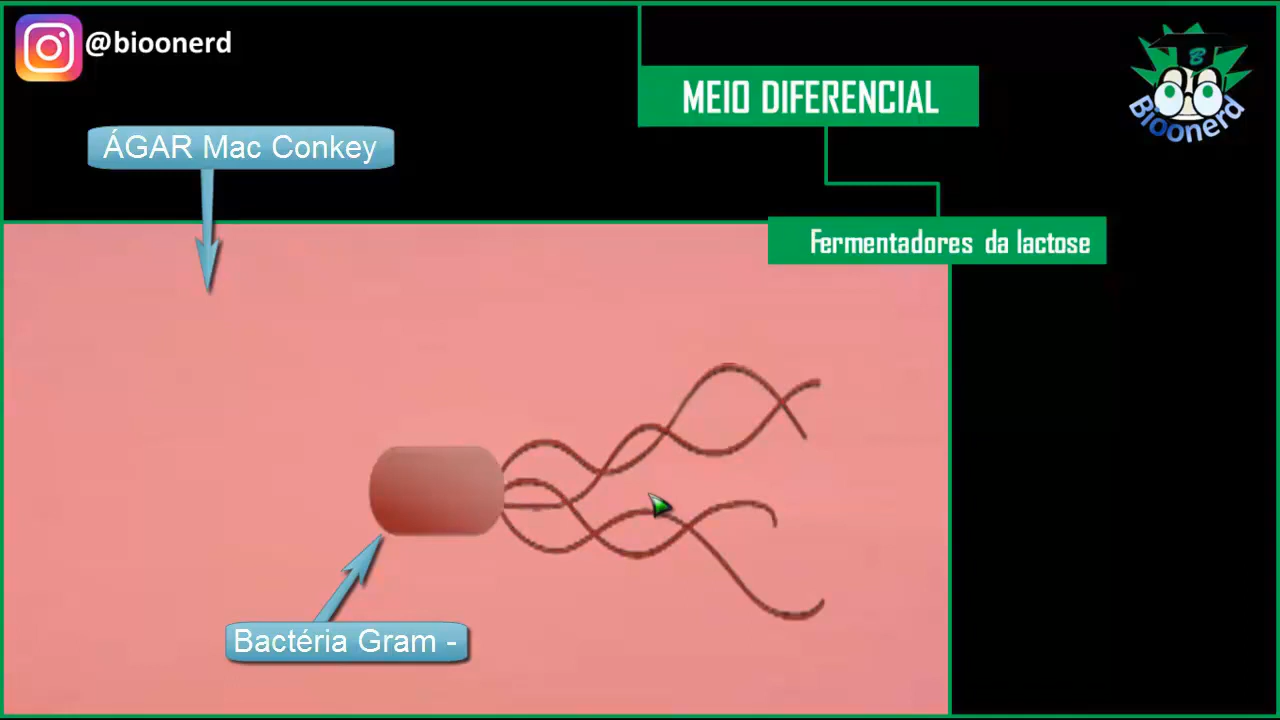 @bioonerd
MEIO DIFERENCIAL
B
Bioonerd
ÁGAR Mac Conkey
Fermentadores da lactose
Bactéria Gram -